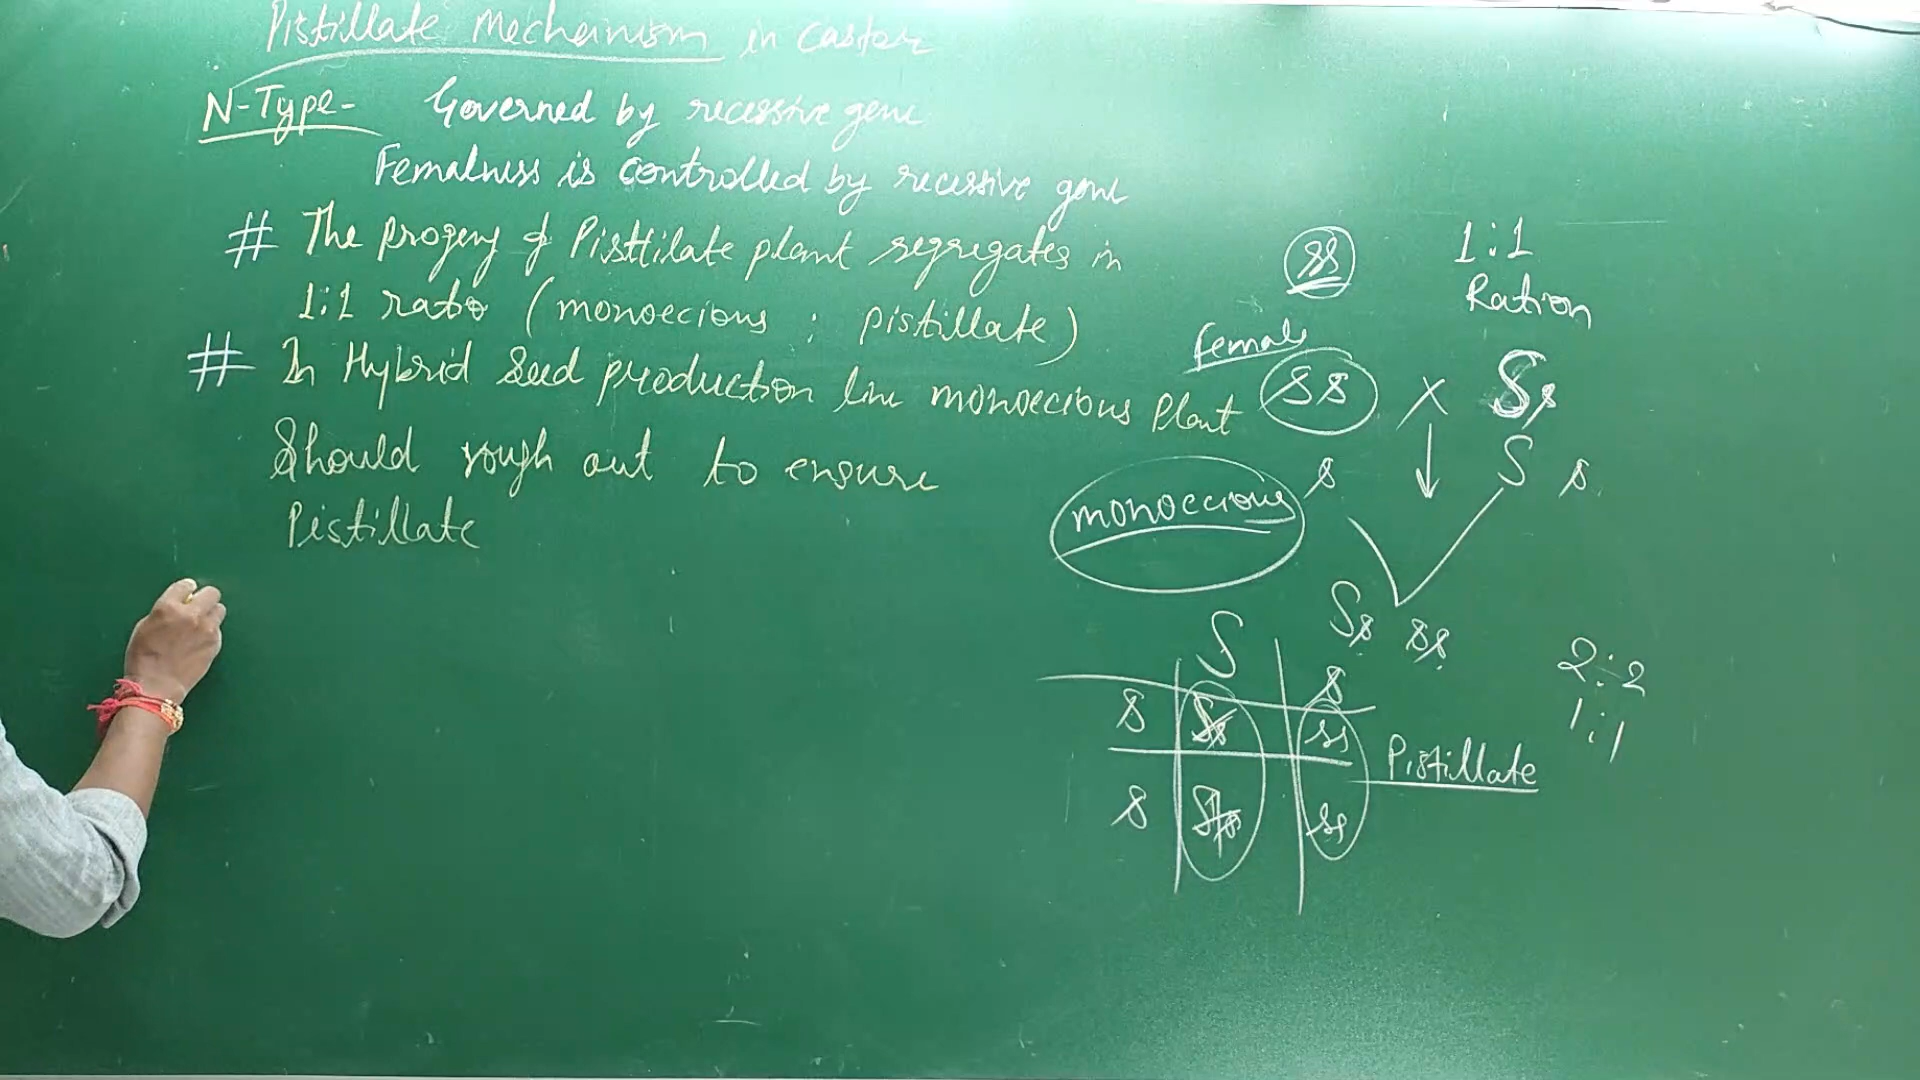 Pistillate Mechanism in castor
N-Type- Governed by recessive gene
Femalness is controlled by recessive gene
# The progeny of Pisttilate plant segregates in
1:1 ratio (monoecious : pistillate)
# In Hybrid Seed production line monoecious Plant
Should rough out to ensure
Pistillate
ss
1:1
Ration
Female
ss x Ss
s S s
monoecious
Ss ss
S s
s Ss ss
s Ss ss
Pistillate
2:2
1:1